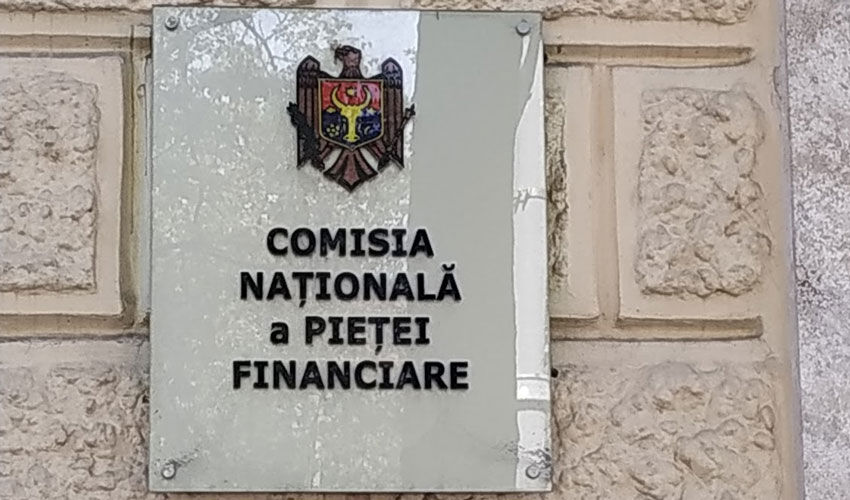 COMISIA
NAȚIONALĂ
a PIEȚEI
FINANCIARE